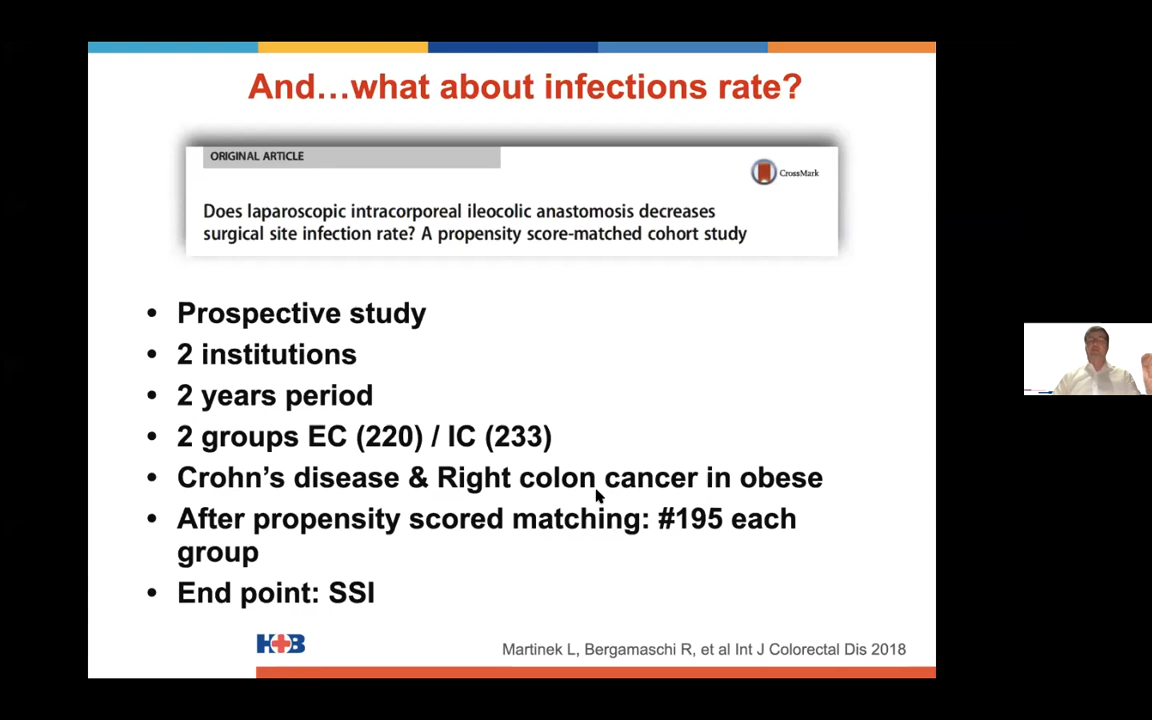 And…what about infections rate?
ORIGINAL ARTICLE
CrossMark
Does laparoscopic intracorporeal ileocolic anastomosis decreases
surgical site infection rate? A propensity score-matched cohort study
• Prospective study
• 2 institutions
• 2 years period
• 2 groups EC (220) / IC (233)
• Crohn’s disease & Right colon cancer in obese
• After propensity scored matching: #195 each
group
• End point: SSI
HB
Martinek L, Bergamaschi R, et al Int J Colorectal Dis 2018